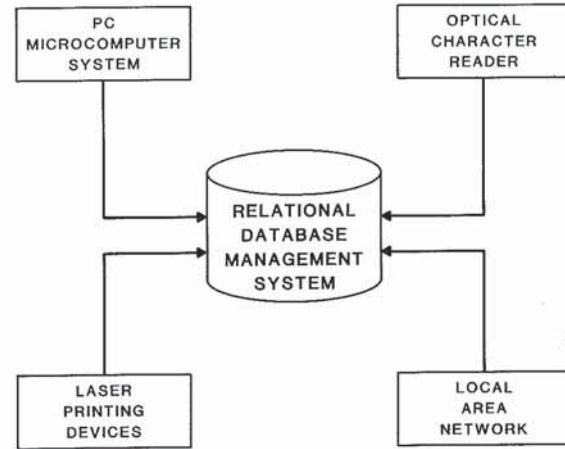 PC
MICROCOMPUTER
SYSTEM
OPTICAL
CHARACTER
READER
RELATIONAL
DATABASE
MANAGEMENT
SYSTEM
LASER
PRINTING
DEVICES
LOCAL
AREA
NETWORK